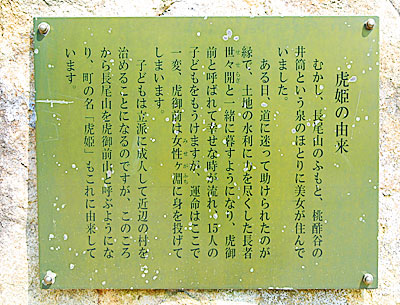 虎姫の由来
むかし、長尾山のふもと、桃酢谷の
井筒という泉のほとりに美女が住んで
いました。
ある日、道に迷って助けられたのが
縁で、土地の水利に力を尽くした長者
世々開と一緒に暮すようになり、虎御
前と呼ばれて幸せな時が流れ、15人の
子どもをもうけますが、運命はここで
一変、虎御前は女性ヶ淵に身を投げて
しまいます。
子どもは立派に成人して近辺の村を
治めることになるのですが、このころ
から長尾山を虎御前山と呼ぶようにな
り、町の名「虎姫」もこれに由来して
います。